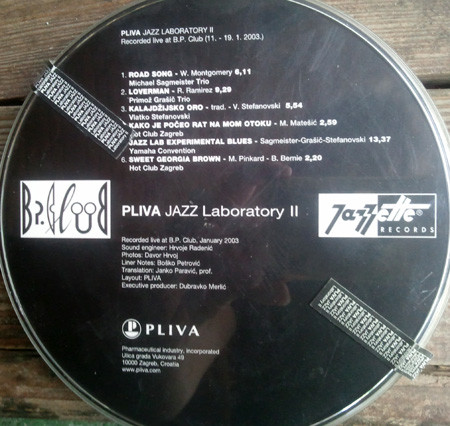 PLIVA JAZZ LABORATORY II
Recorded live at B.P. Club (11. - 19. 1. 2003.)
1. ROAD SONG - W. Montgomery 6,11
Michael Sagmeister Trio
2. LOVERMAN - R. Ramirez 9,29
Primož Grašič Trio
3. KALAJDŽIJSKO ORO - trad. - V. Stefanovski 5,54
Vlatko Stefanovski
KAKO JE POČEO RAT NA MOM OTOKU - M. Matešić 2,59
Hot Club Zagreb
JAZZ LAB EXPERIMENTAL BLUES - Sagmeister-Grašič-Stefanovski 13,37
Yamaha Convention
6. SWEET GEORGIA BROWN - M. Pinkard - B. Bernie 2,20
Hot Club Zagreb
B.P. Club
PLIVA JAZZ Laboratory II
Jazzette
RECORDS
Recorded live at B.P. Club, January 2003
Sound engineer: Hrvoje Radenić
Photos: Davor Hrvoj
Liner Notes: Boško Petrović
Translation: Janko Paravić, prof.
Layout: PLIVA
Executive producer: Dubravko Merlić
PLIVA
Pharmaceutical Industry, Incorporated
Ulica grada Vukovara 49
10000 Zagreb, Croatia
www.pliva.com